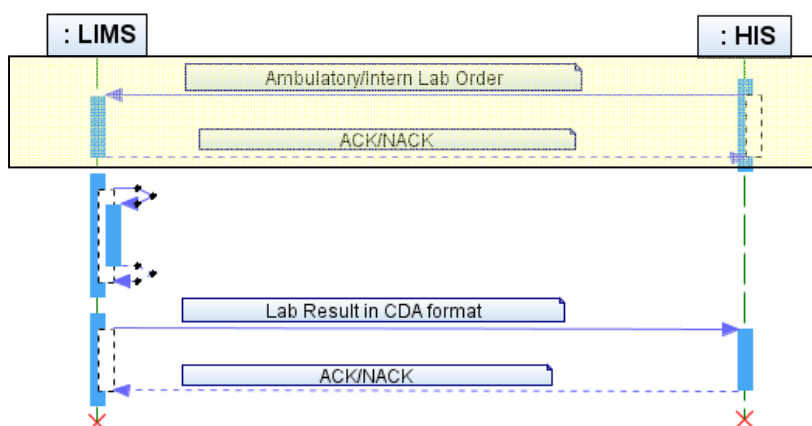 : LIMS
: HIS
Ambulatory/Intern Lab Order
ACK/NACK
Lab Result in CDA format
ACK/NACK